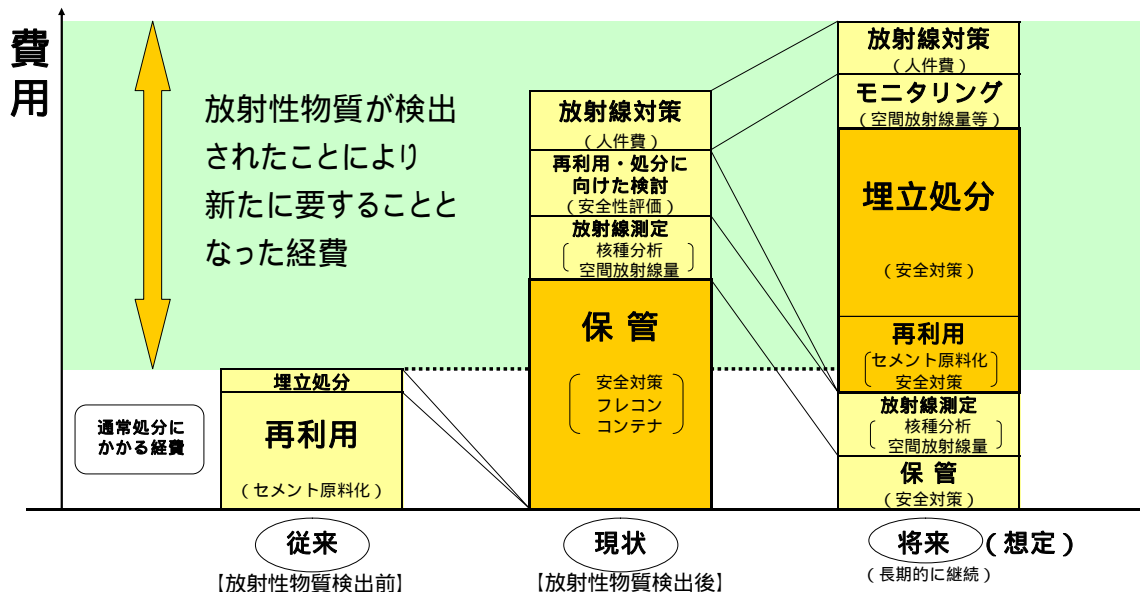 費
用
放射性物質が検出
されたことにより
新たに要することと
なった経費
通常処分に
かかる経費
埋立処分
再利用
(セメント原料化)
放射線対策
(人件費)
再利用・処分に
向けた検討
(安全性評価)
放射線測定
核種分析
空間放射線量
保 管
安全対策
フレコン
コンテナ
放射線対策
(人件費)
モニタリング
(空間放射線量等)
埋立処分
(安全対策)
再利用
セメント原料化
安全対策
放射線測定
核種分析
空間放射線量
保 管
(安全対策)
従来
【放射性物質検出前】
現状
【放射性物質検出後】
将来 (想定)
(長期的に継続)